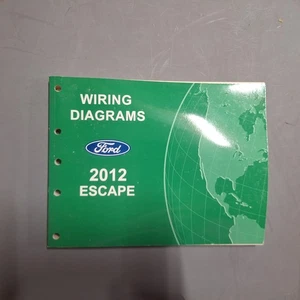 WIRING
DIAGRAMS
Ford
2012
ESCAPE